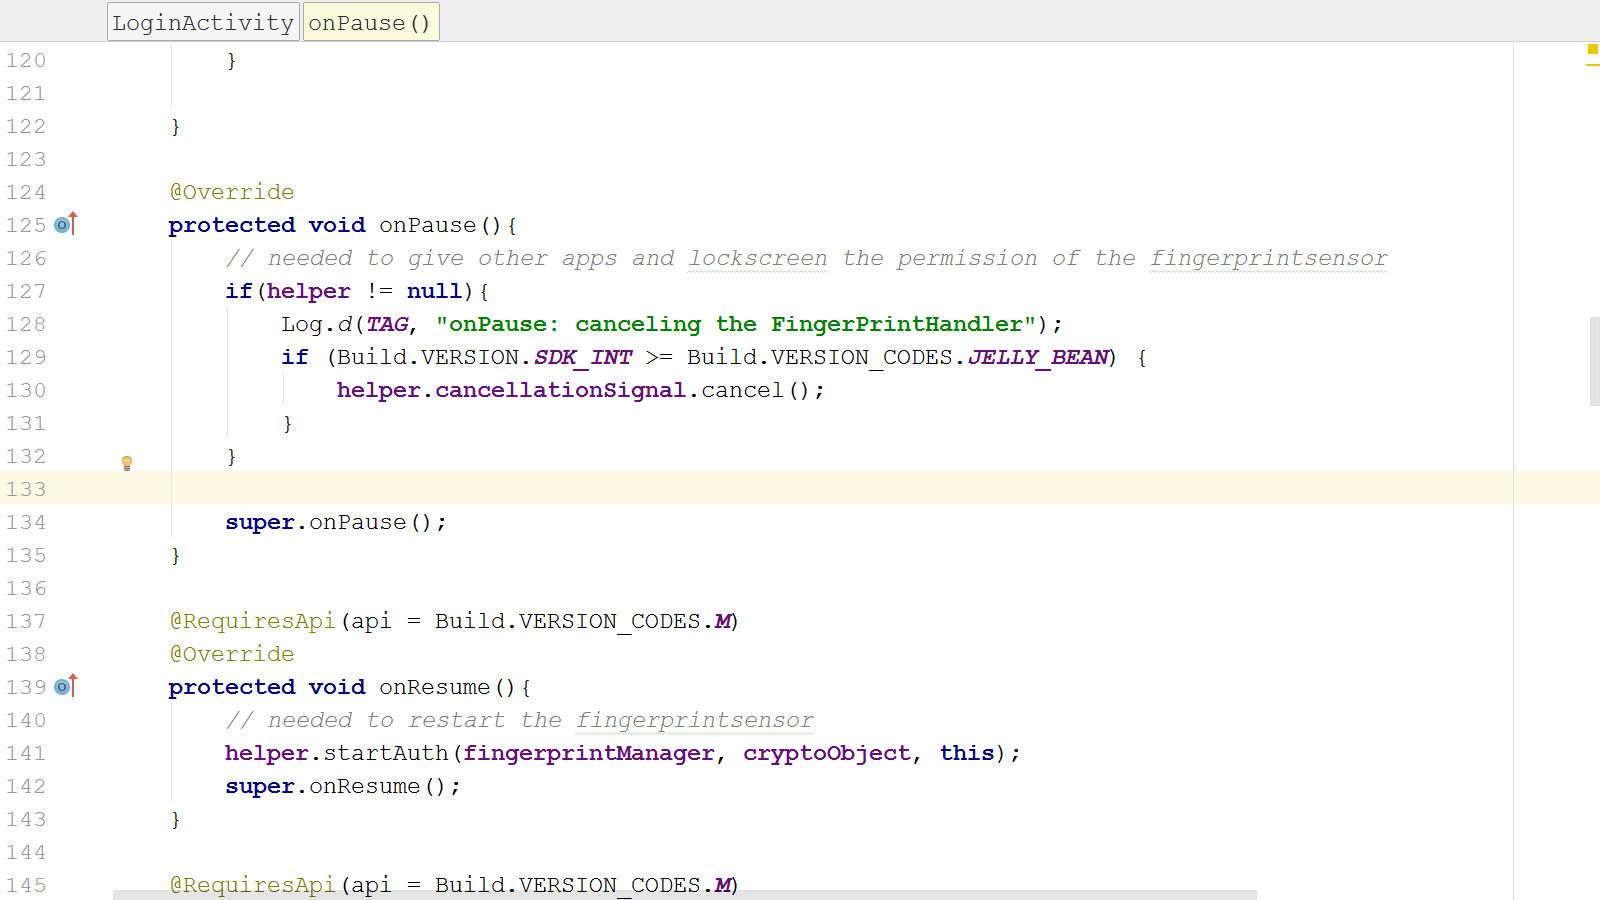 LoginActivity onPause()
120 }
121
122 }
123
124 @Override
125 protected void onPause(){
126 // needed to give other apps and lockscreen the permission of the fingerprintsensor
127 if(helper != null){
128 Log.d(TAG, "onPause: canceling the FingerPrintHandler");
129 if (Build.VERSION.SDK_INT >= Build.VERSION_CODES.JELLY_BEAN) {
130 helper.cancellationSignal.cancel();
131 }
132 }
133
134 super.onPause();
135 }
136
137 @RequiresApi(api = Build.VERSION_CODES.M)
138 @Override
139 protected void onResume(){
140 // needed to restart the fingerprintsensor
141 helper.startAuth(fingerprintManager, cryptoObject, this);
142 super.onResume();
143 }
144
145 @RequiresApi(api = Build.VERSION_CODES.M)